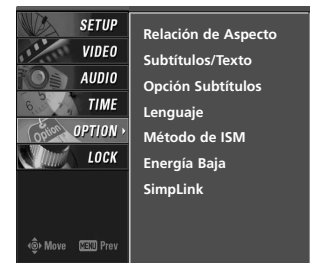 SETUP
VIDEO
AUDIO
TIME
OPTION
LOCK
Move MENU Prev
Relación de Aspecto
Subtítulos/Texto
Opción Subtítulos
Lenguaje
Método de ISM
Energía Baja
SimpLink